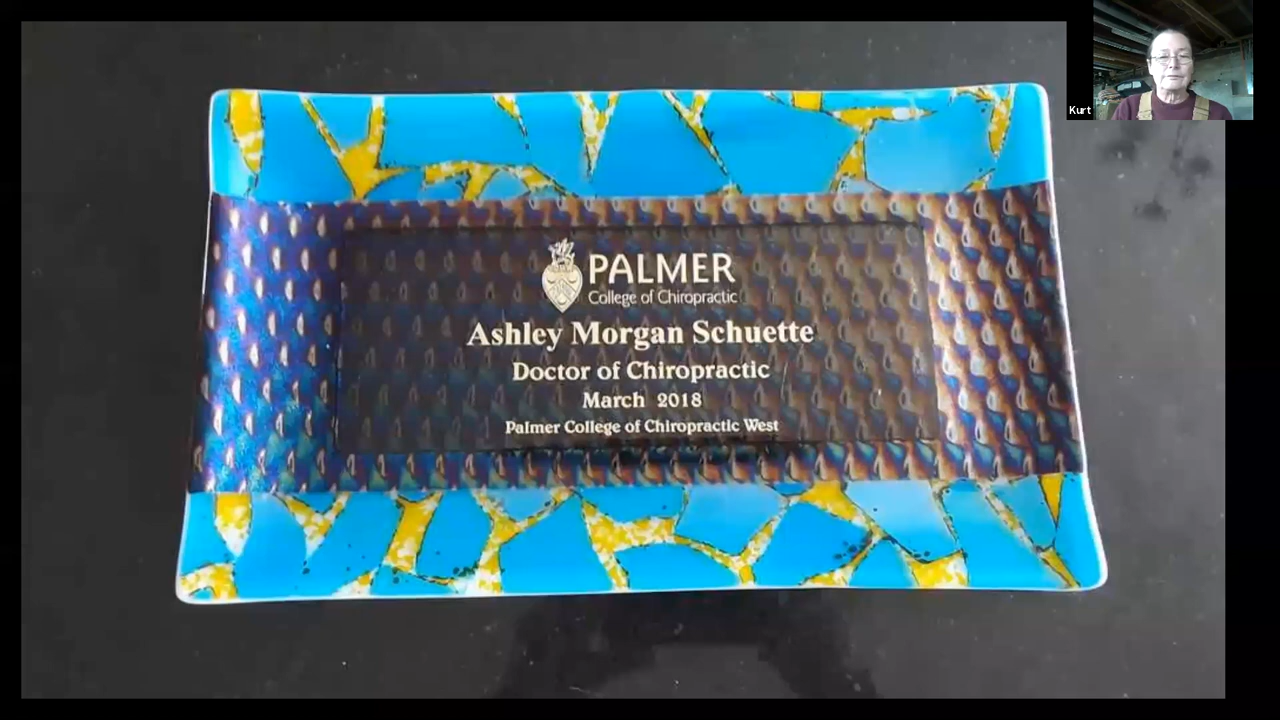 Kurt
PALMER
College of Chiropractic
Ashley Morgan Schuette
Doctor of Chiropractic
March 2018
Palmer College of Chiropractic West